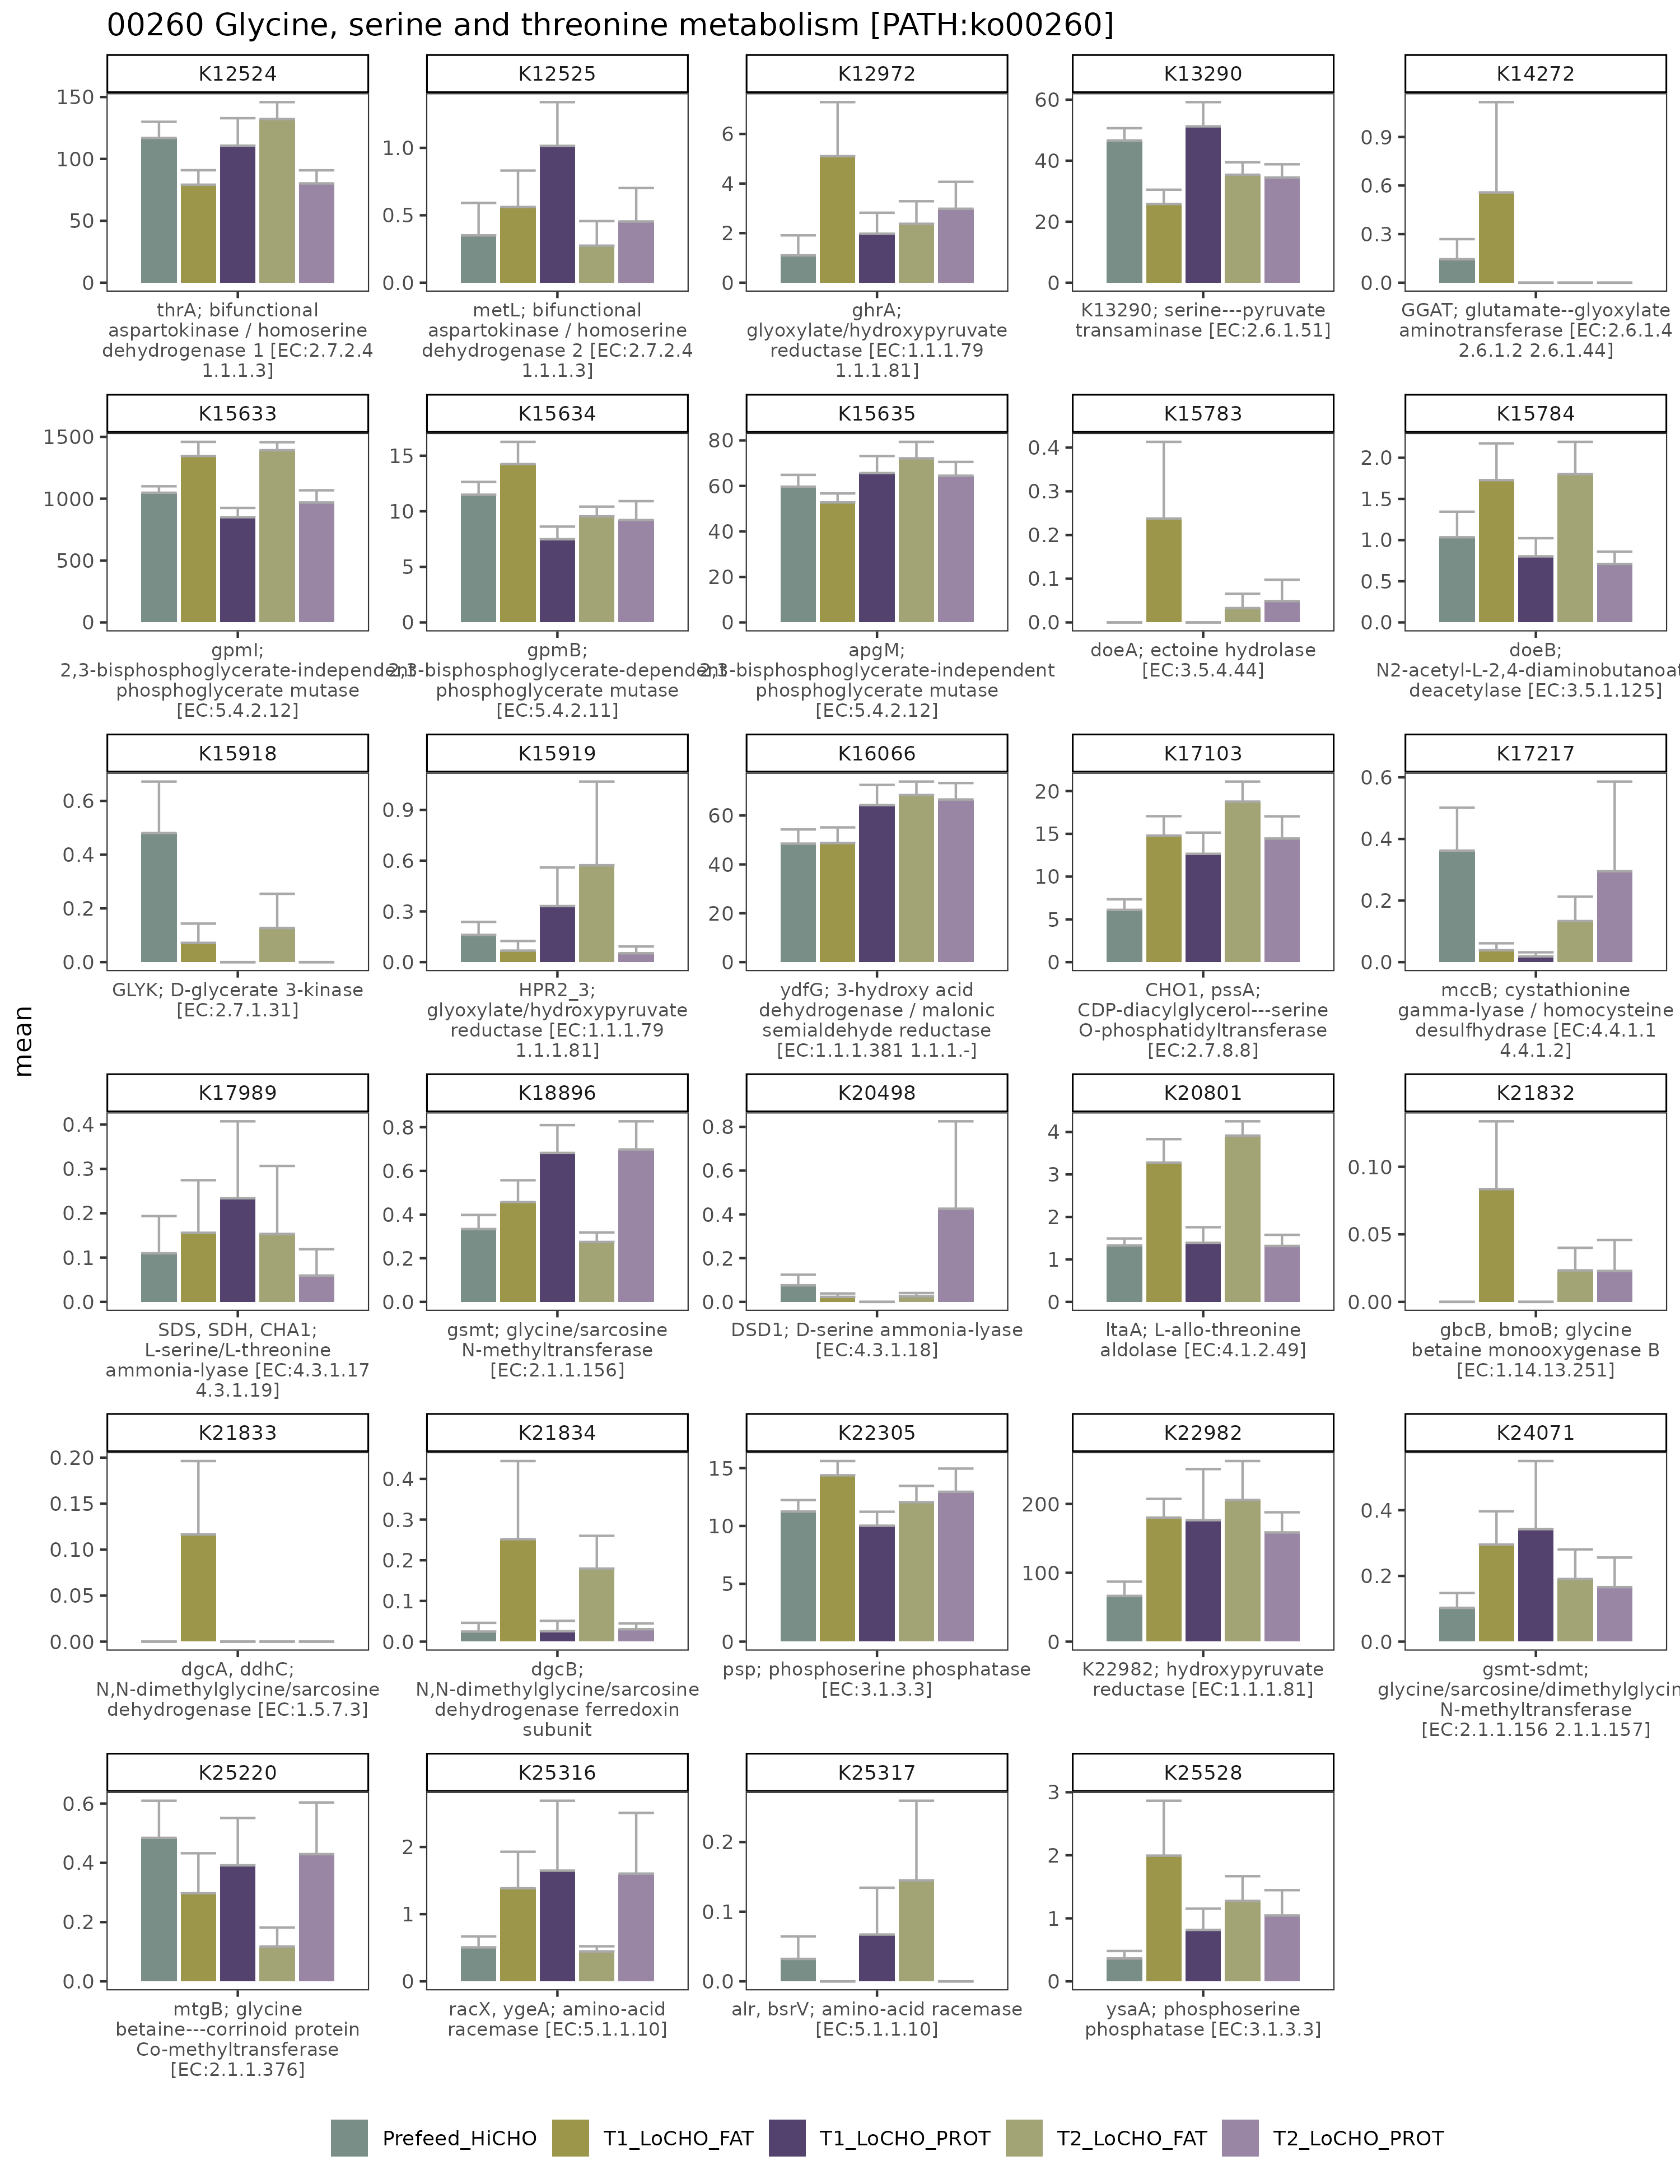 00260 Glycine, serine and threonine metabolism [PATH:ko00260]
mean
K12524
150
100
50
0
thrA; bifunctional
aspartokinase / homoserine
dehydrogenase 1 [EC:2.7.2.4
1.1.1.3]
K12525
1.0
0.5
0.0
metL; bifunctional
aspartokinase / homoserine
dehydrogenase 2 [EC:2.7.2.4
1.1.1.3]
K12972
6
4
2
0
ghrA;
glyoxylate/hydroxypyruvate
reductase [EC:1.1.1.79
1.1.1.81]
K13290
60
40
20
0
K13290; serine---pyruvate
transaminase [EC:2.6.1.51]
K14272
0.9
0.6
0.3
0.0
GGAT; glutamate--glyoxylate
aminotransferase [EC:2.6.1.4
2.6.1.2 2.6.1.44]
K15633
1500
1000
500
0
gpmI;
2,3-bisphosphoglycerate-independent
phosphoglycerate mutase
[EC:5.4.2.12]
K15634
15
10
5
0
gpmB;
2,3-bisphosphoglycerate-dependent
phosphoglycerate mutase
[EC:5.4.2.11]
K15635
80
60
40
20
0
apgM;
2,3-bisphosphoglycerate-independent
phosphoglycerate mutase
[EC:5.4.2.12]
K15783
0.4
0.3
0.2
0.1
0.0
doeA; ectoine hydrolase
[EC:3.5.4.44]
K15784
2.0
1.5
1.0
0.5
0.0
doeB;
N2-acetyl-L-2,4-diaminobutanoat
deacetylase [EC:3.5.1.125]
K15918
0.6
0.4
0.2
0.0
GLYK; D-glycerate 3-kinase
[EC:2.7.1.31]
K15919
0.9
0.6
0.3
0.0
HPR2_3;
glyoxylate/hydroxypyruvate
reductase [EC:1.1.1.79
1.1.1.81]
K16066
60
40
20
0
ydfG; 3-hydroxy acid
dehydrogenase / malonic
semialdehyde reductase
[EC:1.1.1.381 1.1.1.-]
K17103
20
15
10
5
0
CHO1, pssA;
CDP-diacylglycerol---serine
O-phosphatidyltransferase
[EC:2.7.8.8]
K17217
0.6
0.4
0.2
0.0
mccB; cystathionine
gamma-lyase / homocysteine
desulfhydrase [EC:4.4.1.1
4.4.1.2]
K17989
0.4
0.3
0.2
0.1
0.0
SDS, SDH, CHA1;
L-serine/L-threonine
ammonia-lyase [EC:4.3.1.17
4.3.1.19]
K18896
0.8
0.6
0.4
0.2
0.0
gsmt; glycine/sarcosine
N-methyltransferase
[EC:2.1.1.156]
K20498
0.8
0.6
0.4
0.2
0.0
DSD1; D-serine ammonia-lyase
[EC:4.3.1.18]
K20801
4
3
2
1
0
ltaA; L-allo-threonine
aldolase [EC:4.1.2.49]
K21832
0.10
0.05
0.00
gbcB, bmoB; glycine
betaine monooxygenase B
[EC:1.14.13.251]
K21833
0.20
0.15
0.10
0.05
0.00
dgcA, ddhC;
N,N-dimethylglycine/sarcosine
dehydrogenase [EC:1.5.7.3]
K21834
0.4
0.3
0.2
0.1
0.0
dgcB;
N,N-dimethylglycine/sarcosine
dehydrogenase ferredoxin
subunit
K22305
15
10
5
0
psp; phosphoserine phosphatase
[EC:3.1.3.3]
K22982
200
100
0
K22982; hydroxypyruvate
reductase [EC:1.1.1.81]
K24071
0.4
0.2
0.0
gsmt-sdmt;
glycine/sarcosine/dimethylglycin
N-methyltransferase
[EC:2.1.1.156 2.1.1.157]
K25220
0.6
0.4
0.2
0.0
mtgB; glycine
betaine---corrinoid protein
Co-methyltransferase
[EC:2.1.1.376]
K25316
2
1
0
racX, ygeA; amino-acid
racemase [EC:5.1.1.10]
K25317
0.2
0.1
0.0
alr, bsrV; amino-acid racemase
[EC:5.1.1.10]
K25528
3
2
1
0
ysaA; phosphoserine
phosphatase [EC:3.1.3.3]
Prefeed_HiCHO T1_LoCHO_FAT T1_LoCHO_PROT T2_LoCHO_FAT T2_LoCHO_PROT